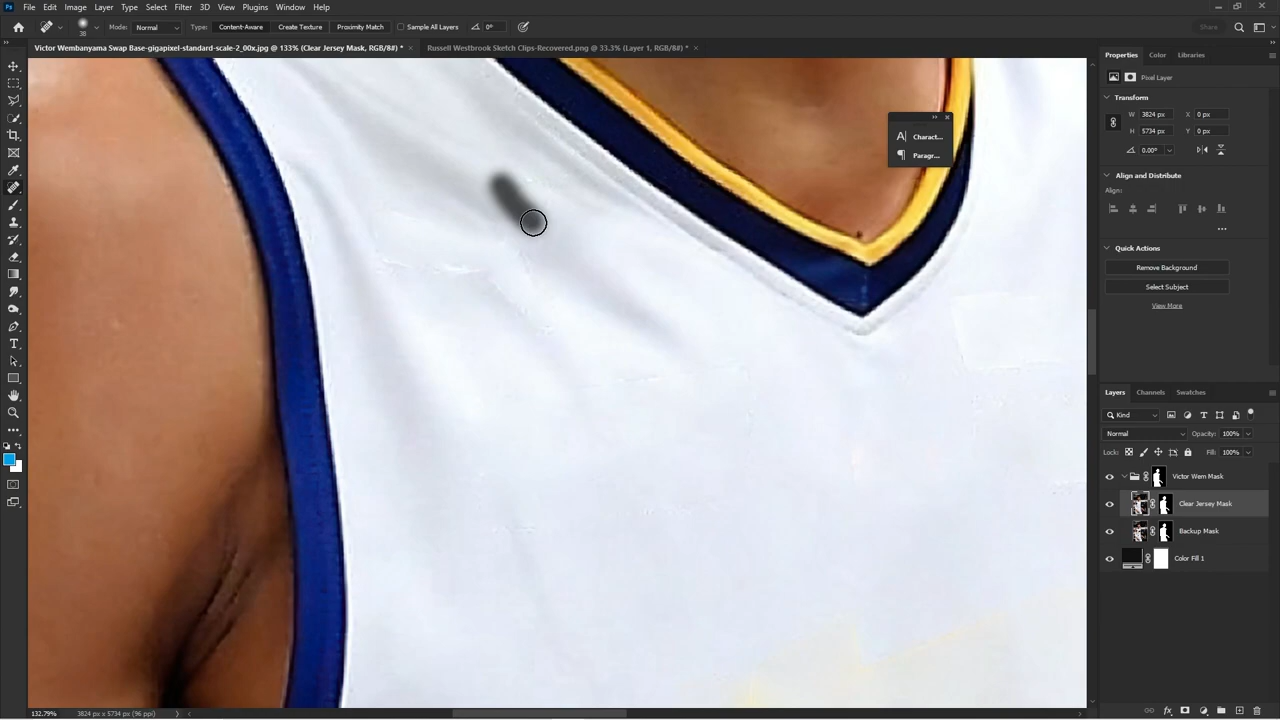 File Edit Image Layer Type Select Filter 3D View Plugins Window Help
38 Mode: Normal Type: Content-Aware Create Texture Proximity Match Sample All Layers 0° Share
Victor Wembanyama Swap Base-gigapixel-standard-scale-2_00x.jpg @ 133% (Clear Jersey Mask, RGB/8#) * Russell Westbrook Sketch Clips-Recovered.png @ 33.3% (Layer 1, RGB/8#) *
Properties Color Libraries
Pixel Layer
Transform
W 3824 px X 0 px
H 5734 px Y 0 px
0.00°
Align and Distribute
Align:
Quick Actions
Remove Background
Select Subject
View More
Charact...
Paragr...
Layers Channels Swatches
Kind
Normal Opacity: 100%
Lock: Fill: 100%
Victor Wem Mask
Clear Jersey Mask
Backup Mask
Color Fill 1
132.79% 3824 px x 5734 px (96 ppi)